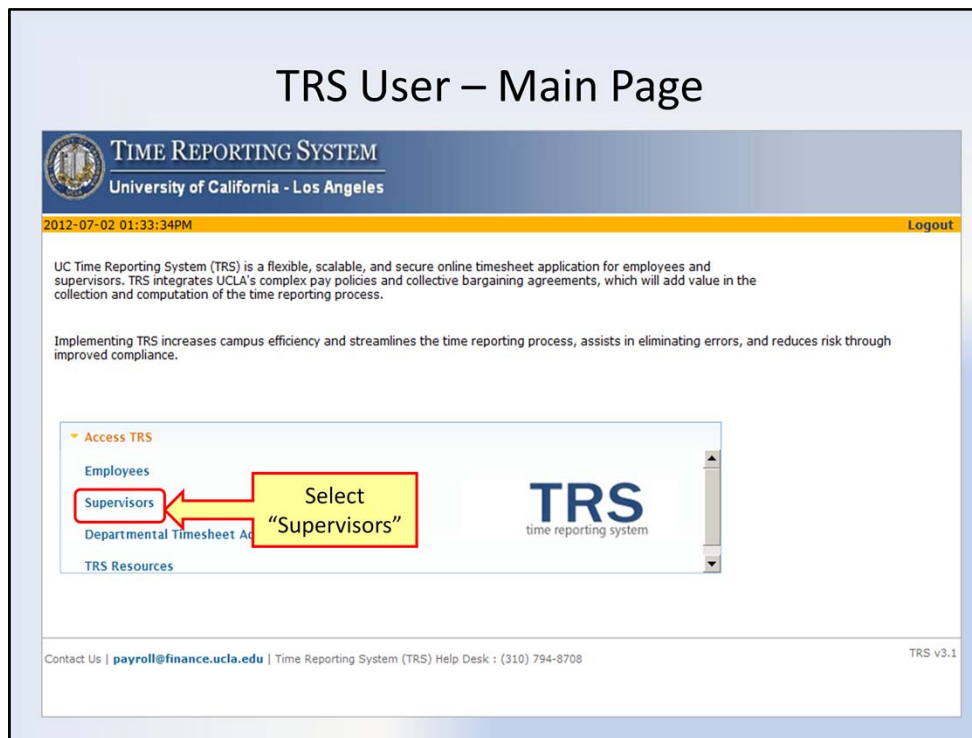 TRS User – Main Page
TIME REPORTING SYSTEM
University of California - Los Angeles
2012-07-02 01:33:34PM Logout
UC Time Reporting System (TRS) is a flexible, scalable, and secure online timesheet application for employees and
supervisors. TRS integrates UCLA's complex pay policies and collective bargaining agreements, which will add value in the
collection and computation of the time reporting process.
Implementing TRS increases campus efficiency and streamlines the time reporting process, assists in eliminating errors, and reduces risk through
improved compliance.
Access TRS
Employees
Supervisors
Departmental Timesheet Ad
TRS Resources
Select
“Supervisors”
TRS
time reporting system
Contact Us | payroll@finance.ucla.edu | Time Reporting System (TRS) Help Desk : (310) 794-8708
TRS v3.1